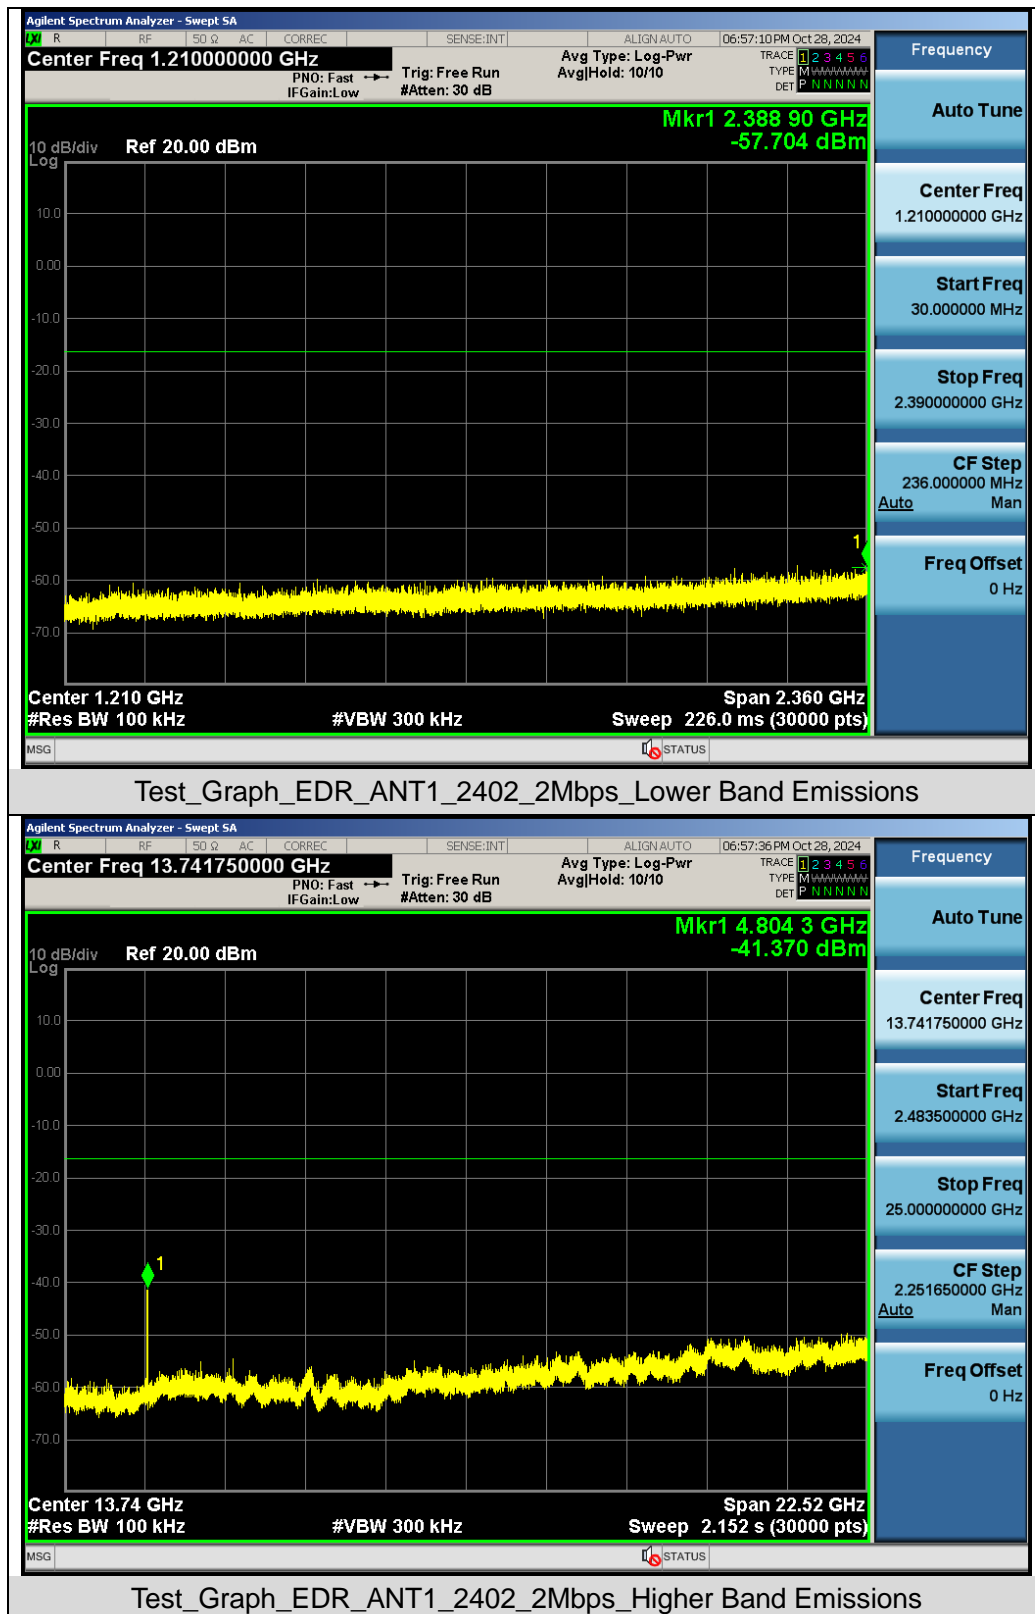 Agilent Spectrum Analyzer - Swept SA
LXI R RF 50 Ω AC CORREC SENSE:INT ALIGN AUTO 06:57:10 PM Oct 28, 2024
Center Freq 1.210000000 GHz
PNO: Fast
IFGain:Low
Trig: Free Run
#Atten: 30 dB
Avg Type: Log-Pwr
Avg|Hold: 10/10
TRACE 1 2 3 4 5 6
TYPE M
DET P N N N N N
Mkr1 2.388 90 GHz
-57.704 dBm
10 dB/div Ref 20.00 dBm
Log
10.0
0.00
-10.0
-20.0
-30.0
-40.0
-50.0
-60.0
-70.0
1
Center 1.210 GHz Span 2.360 GHz
#Res BW 100 kHz #VBW 300 kHz Sweep 226.0 ms (30000 pts)
MSG STATUS
Frequency
Auto Tune
Center Freq
1.210000000 GHz
Start Freq
30.000000 MHz
Stop Freq
2.390000000 GHz
CF Step
236.000000 MHz
Auto Man
Freq Offset
0 Hz
Test_Graph_EDR_ANT1_2402_2Mbps_Lower Band Emissions
Agilent Spectrum Analyzer - Swept SA
LXI R RF 50 Ω AC CORREC SENSE:INT ALIGN AUTO 06:57:36 PM Oct 28, 2024
Center Freq 13.741750000 GHz
PNO: Fast
IFGain:Low
Trig: Free Run
#Atten: 30 dB
Avg Type: Log-Pwr
Avg|Hold: 10/10
TRACE 1 2 3 4 5 6
TYPE M
DET P N N N N N
Mkr1 4.804 3 GHz
-41.370 dBm
10 dB/div Ref 20.00 dBm
Log
10.0
0.00
-10.0
-20.0
-30.0
-40.0
-50.0
-60.0
-70.0
1
Center 13.74 GHz Span 22.52 GHz
#Res BW 100 kHz #VBW 300 kHz Sweep 2.152 s (30000 pts)
MSG STATUS
Frequency
Auto Tune
Center Freq
13.741750000 GHz
Start Freq
2.483500000 GHz
Stop Freq
25.000000000 GHz
CF Step
2.251650000 GHz
Auto Man
Freq Offset
0 Hz
Test_Graph_EDR_ANT1_2402_2Mbps_Higher Band Emissions